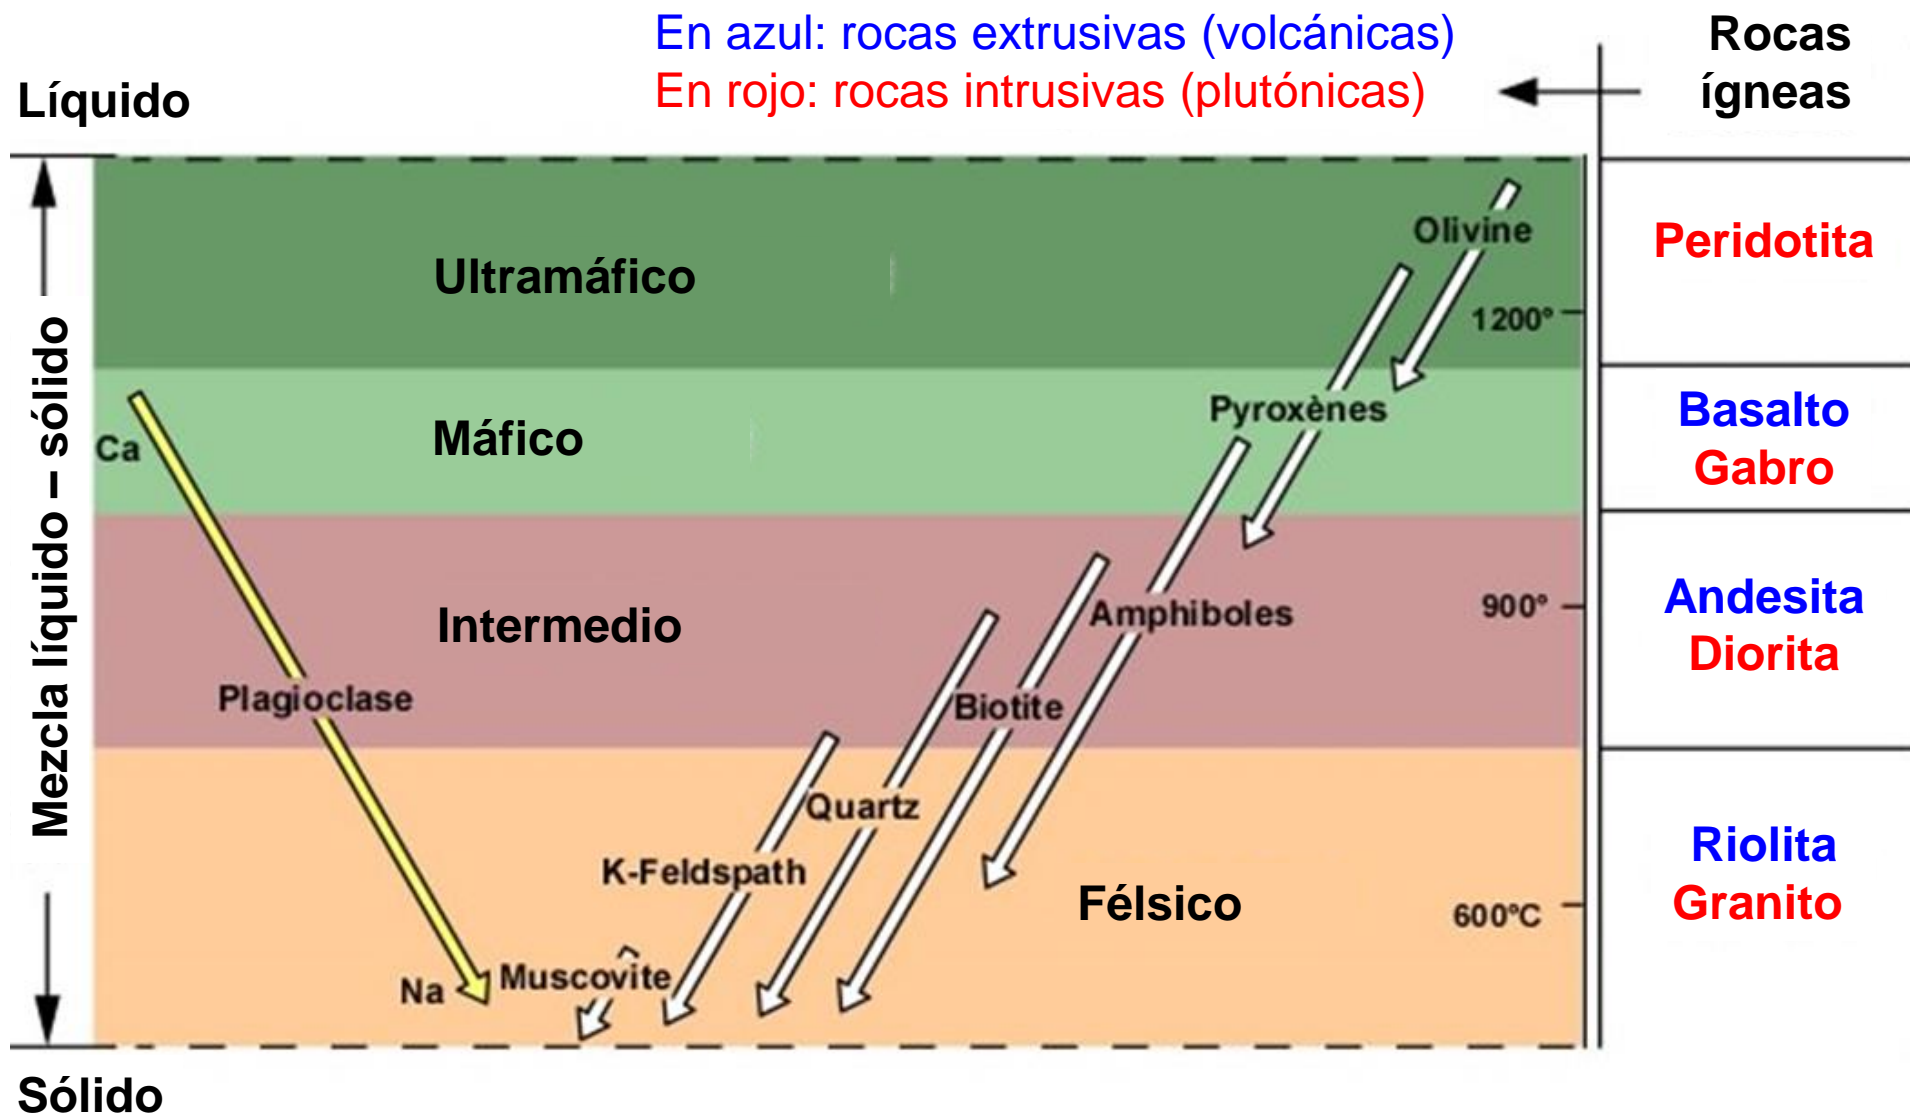 En azul: rocas extrusivas (volcánicas)
En rojo: rocas intrusivas (plutónicas)
Rocas
ígneas
Líquido
Mezcla líquido – sólido
Sólido
Ultramáfico
Olivine
1200°
Peridotita
Ca
Máfico
Pyroxènes
Basalto
Gabro
Intermedio
Amphiboles
900°
Andesita
Diorita
Plagioclase
Biotite
Quartz
K-Feldspath
Félsico
600°C
Riolita
Granito
Na
Muscovite